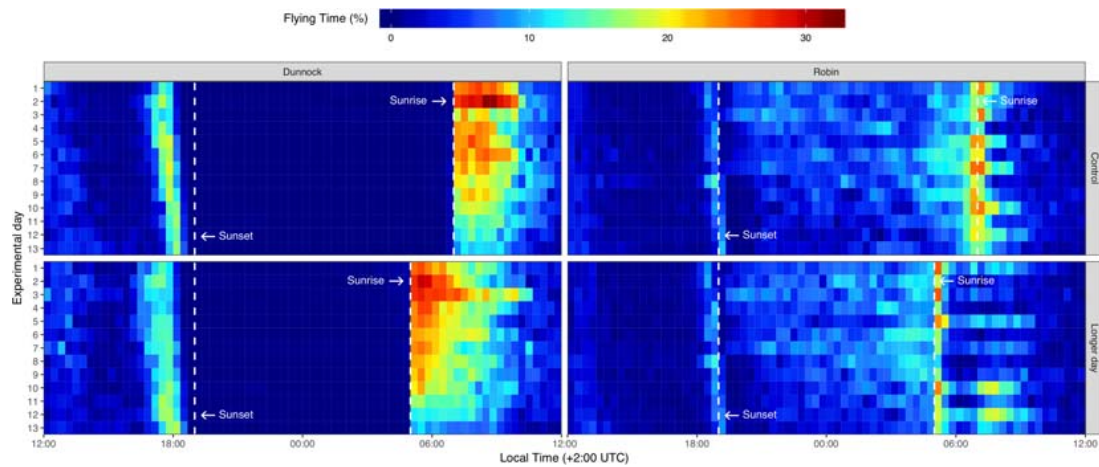 Flying Time (%)
0 10 20 30
Dunnock Robin
1
2
3
4
5
6
7
8
9
10
11
12
13
Sunrise →
← Sunset
← Sunrise
← Sunset
Control
Experimental day
1
2
3
4
5
6
7
8
9
10
11
12
13
Sunrise →
← Sunset
← Sunrise
← Sunset
Longer day
12:00 18:00 00:00 06:00 12:00 18:00 00:00 06:00 12:00
Local Time (+2:00 UTC)